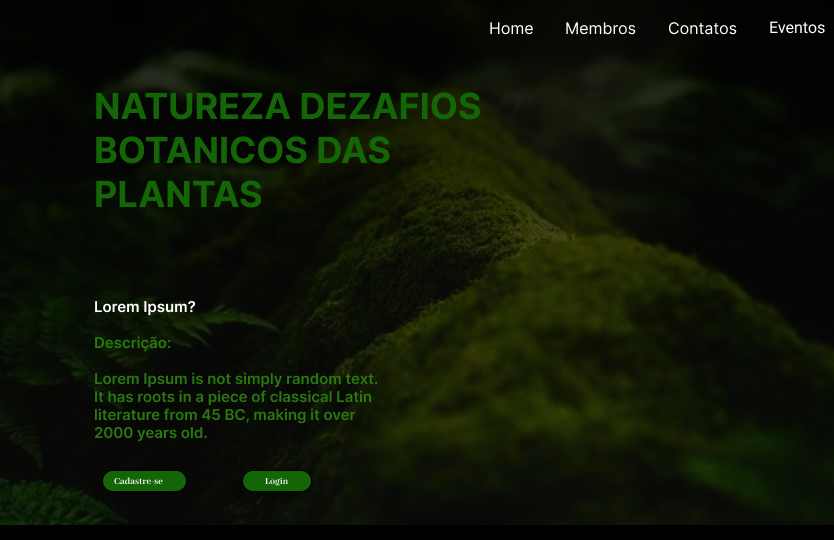 Home Membros Contatos Eventos
NATUREZA DEZAFIOS
BOTANICOS DAS
PLANTAS
Lorem Ipsum?
Descrição:
Lorem Ipsum is not simply random text.
It has roots in a piece of classical Latin
literature from 45 BC, making it over
2000 years old.
Cadastre-se Login